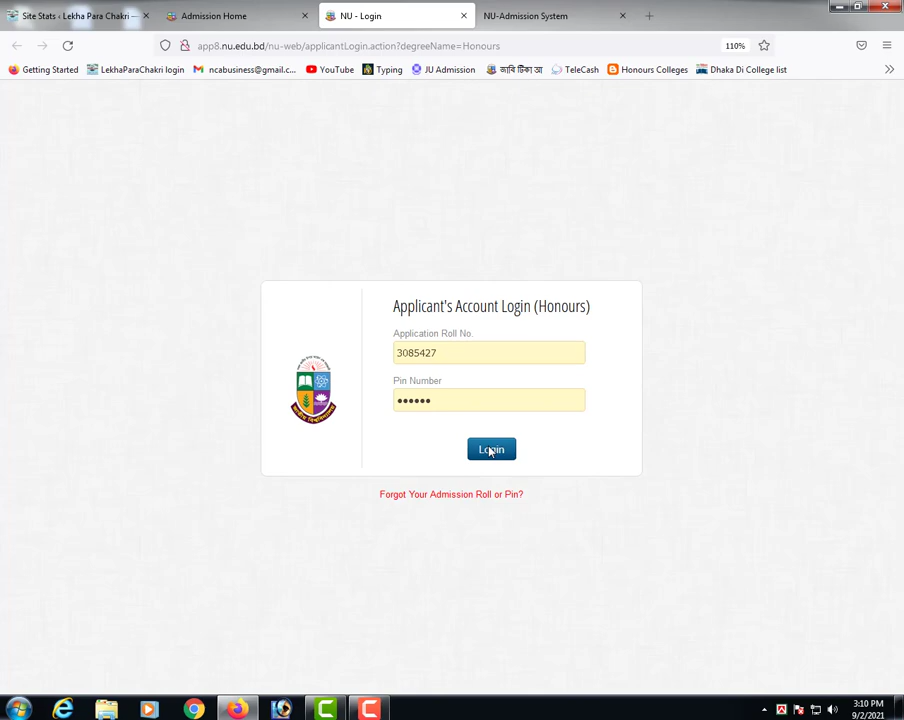 Site Stats ‹ Lekha Para Chakri —
Admission Home
NU - Login
NU-Admission System
app8.nu.edu.bd/nu-web/applicantLogin.action?degreeName=Honours
110%
Getting Started
LekhaParaChakri login
ncabusiness@gmail.c...
YouTube
Typing
JU Admission
জাবি টিকা আ
TeleCash
Honours Colleges
Dhaka Di College list
Applicant's Account Login (Honours)
Application Roll No.
3085427
Pin Number
Login
Forgot Your Admission Roll or Pin?
3:10 PM
9/2/2021